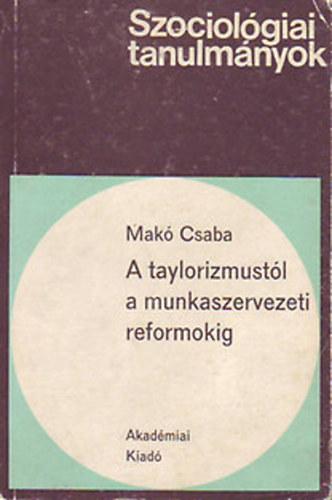 Szociológiai
tanulmányok
Makó Csaba
A taylorizmustól
a munkaszervezeti
reformokig
Akadémiai
Kiadó